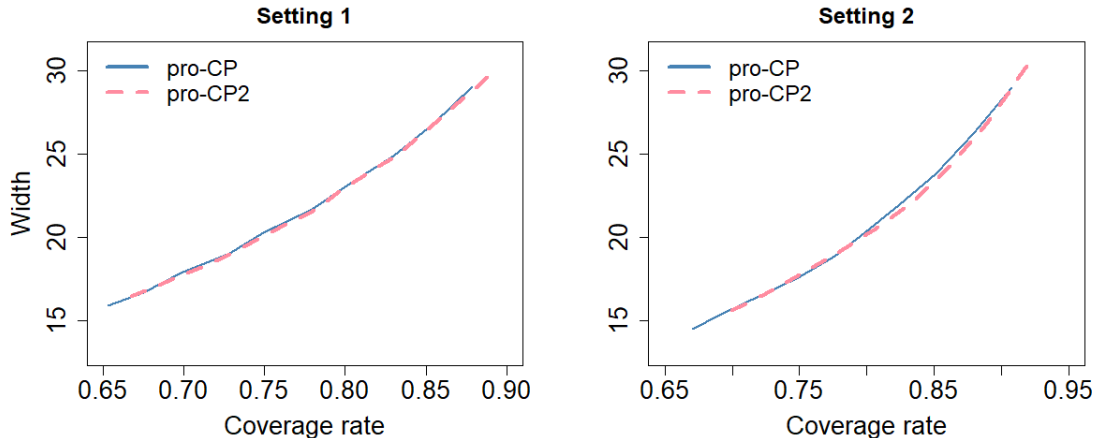 Setting 1
pro-CP
pro-CP2
Width
30
25
20
15
0.65 0.70 0.75 0.80 0.85 0.90
Coverage rate
Setting 2
pro-CP
pro-CP2
30
25
20
15
0.65 0.75 0.85 0.95
Coverage rate